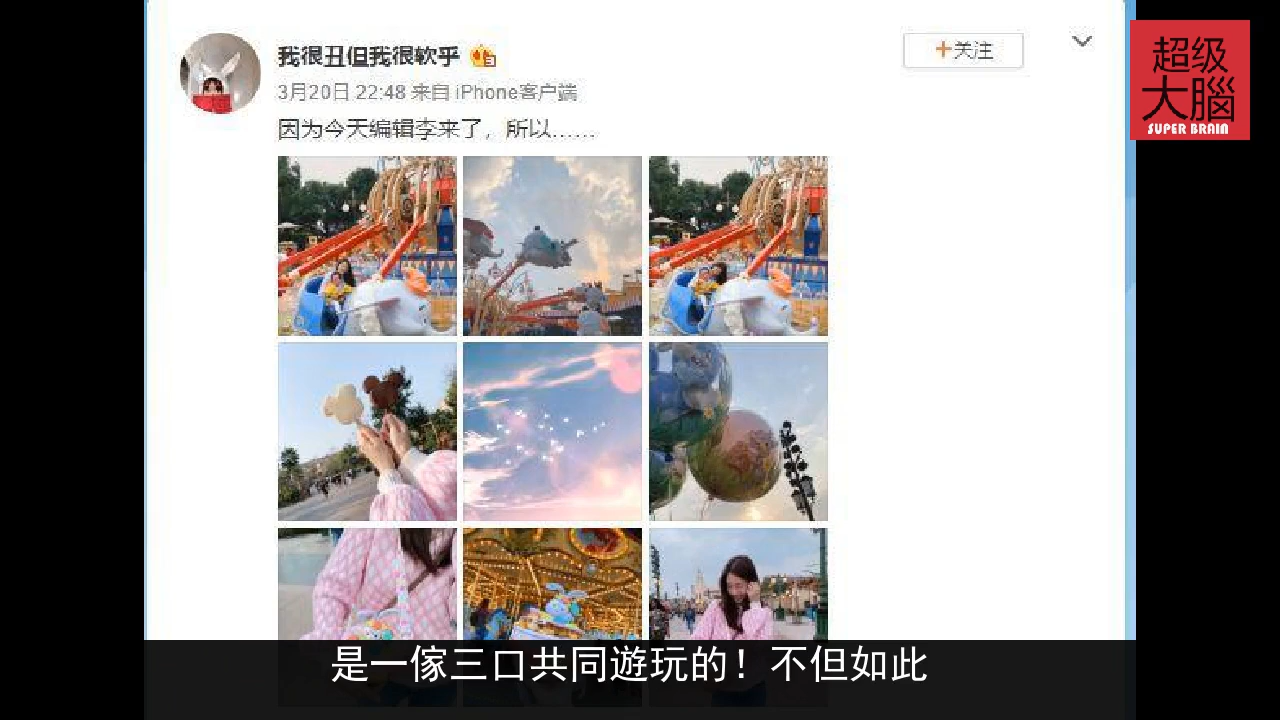 我很丑但我很软乎
3月20日 22:48 来自 iPhone客户端
因为今天编辑李来了，所以……
+关注
超级
大腦
SUPER BRAIN
是一傢三口共同遊玩的！不但如此